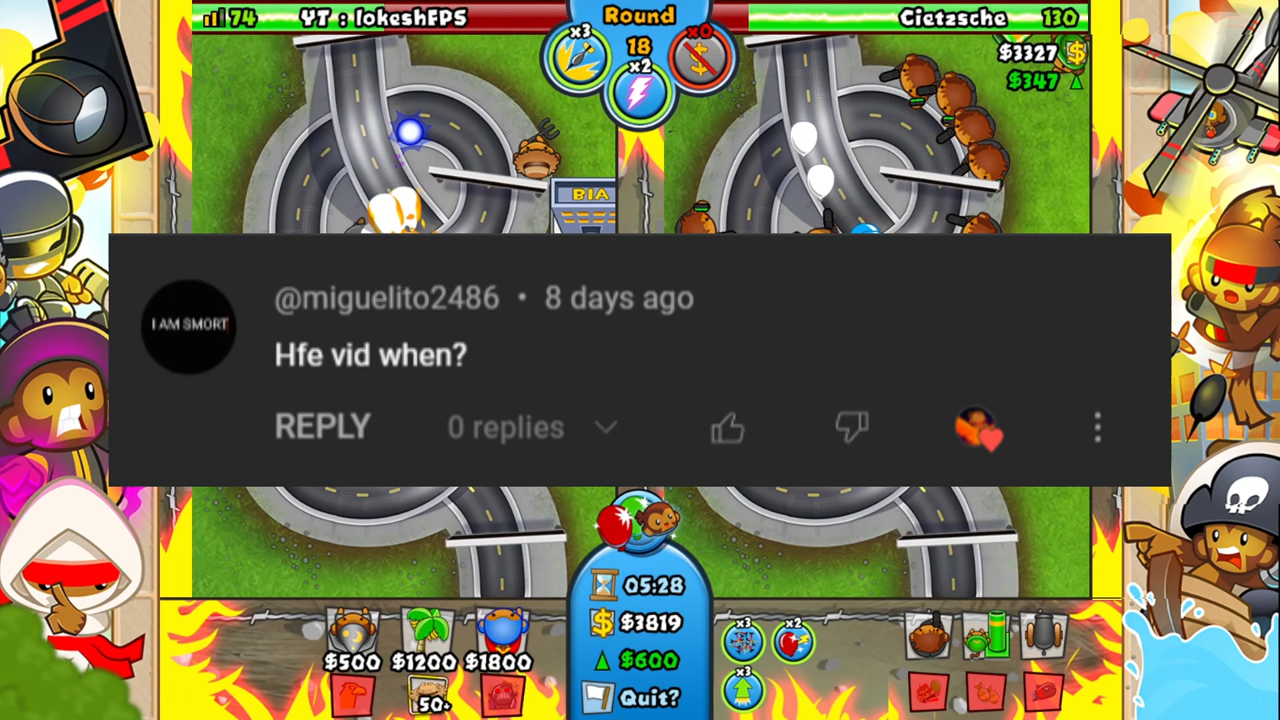 74 YT : lokeshFPS
Round
18
x3
x2
x0
Cietzsche 130
$3327
$347
BIA
I AM SMORT
@miguelito2486 • 8 days ago
Hfe vid when?
REPLY
0 replies
05:28
$3819
$600
Quit?
$500 $1200 $1800
50+
x3 x2
x3